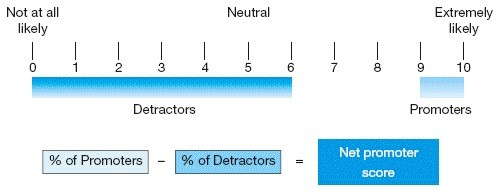 Not at all
likely
Neutral
Extremely
likely
0 1 2 3 4 5 6 7 8 9 10
Detractors
Promoters
% of Promoters – % of Detractors = Net promoter
score